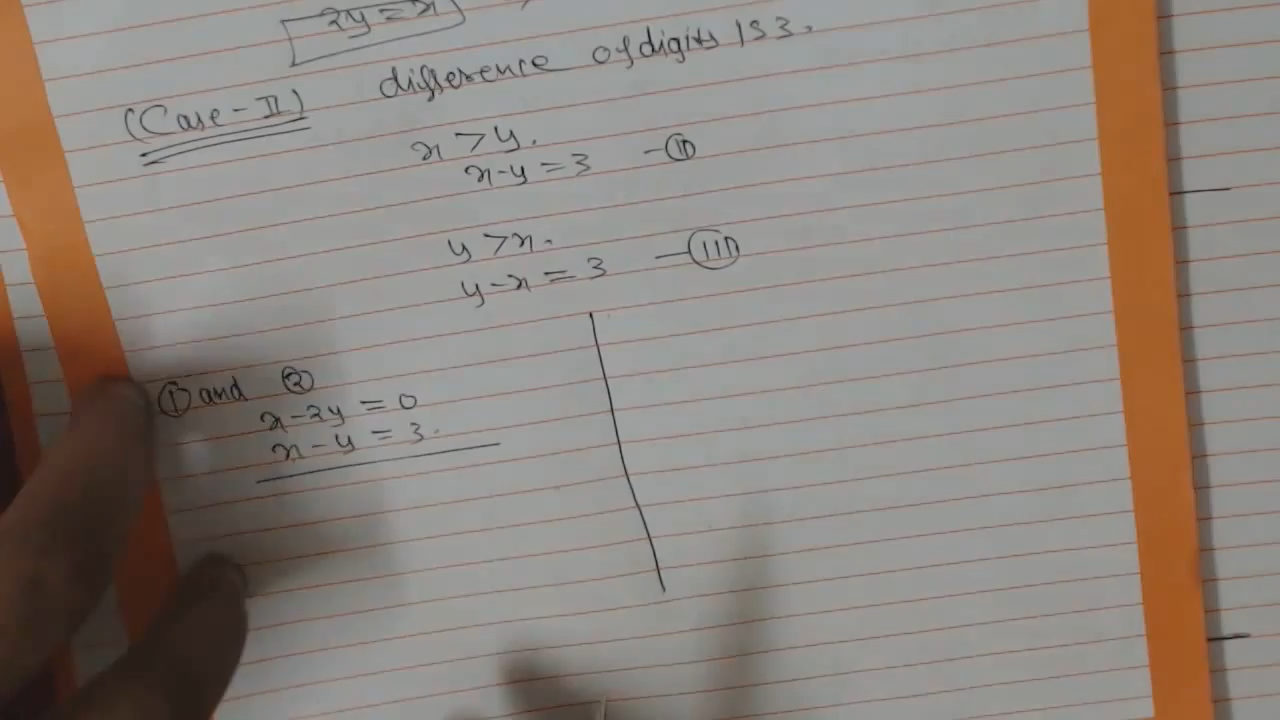 2y = x
difference of digits is 3.
(Case - II)
x > y.
x - y = 3 - II
y > x.
y - x = 3 - III
① and ②
x - 2y = 0
x - y = 3.